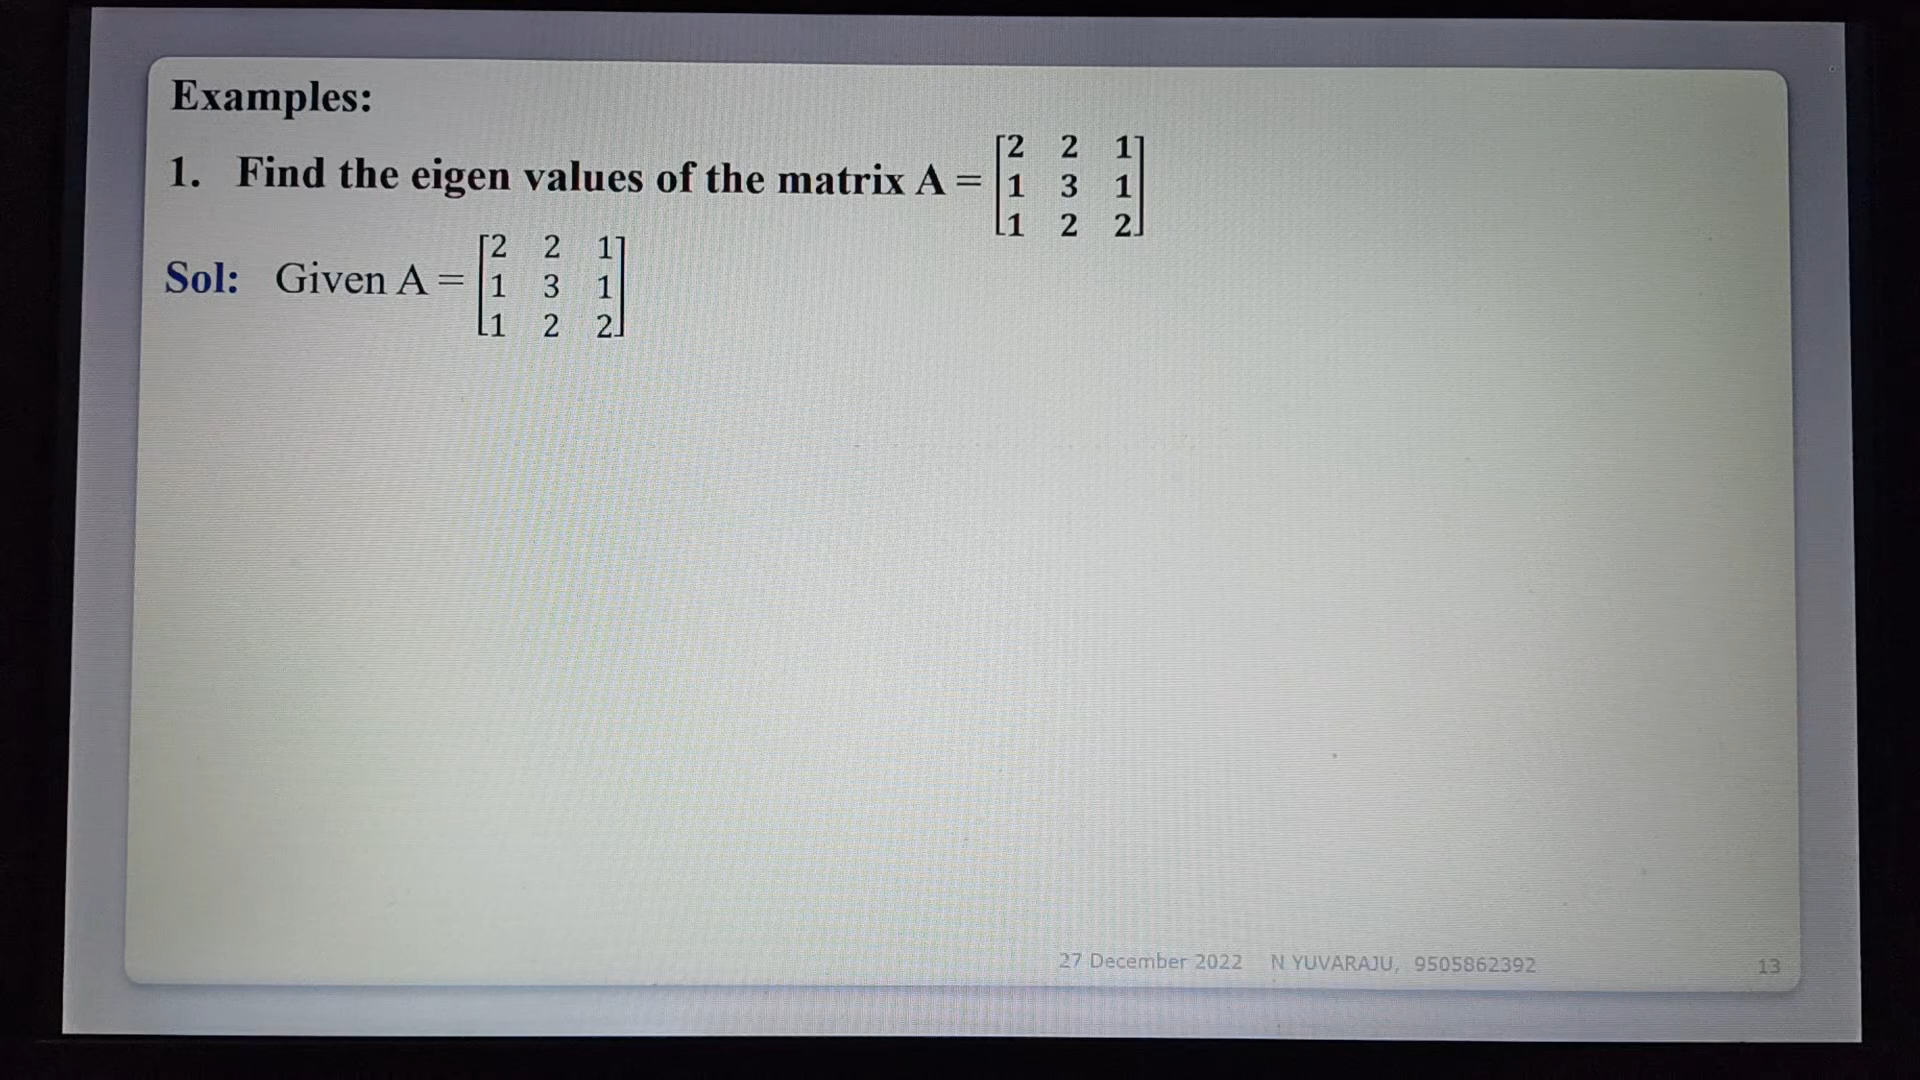 Examples:
1. Find the eigen values of the matrix A = [2 2 1
1 3 1
1 2 2]
Sol: Given A = [2 2 1
1 3 1
1 2 2]
27 December 2022 N YUVARAJU, 9505862392 13